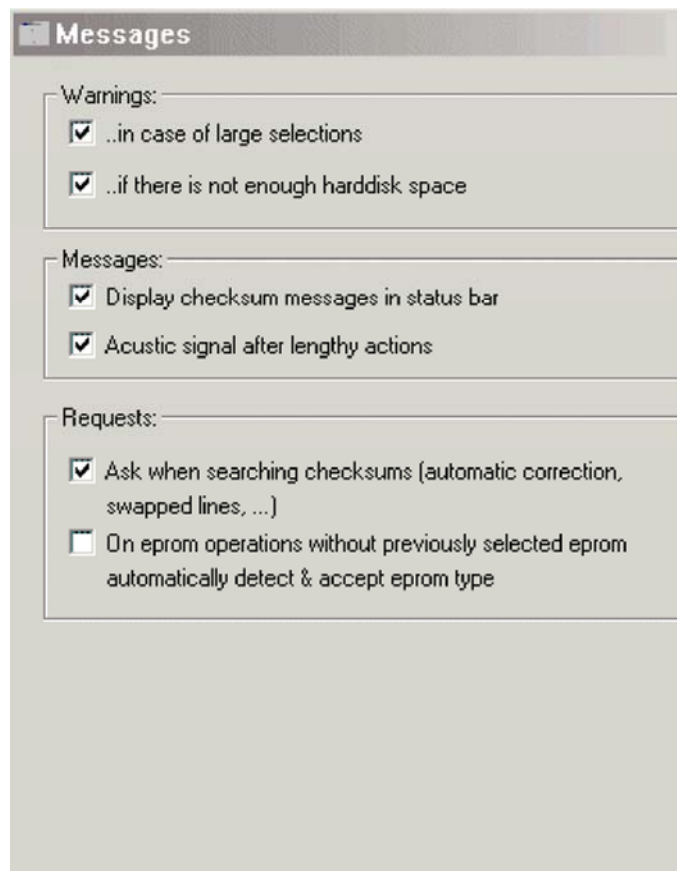 Messages
Warnings:
..in case of large selections
..if there is not enough harddisk space
Messages:
Display checksum messages in status bar
Acustic signal after lengthy actions
Requests:
Ask when searching checksums (automatic correction,
swapped lines, ...)
On eprom operations without previously selected eprom
automatically detect & accept eprom type